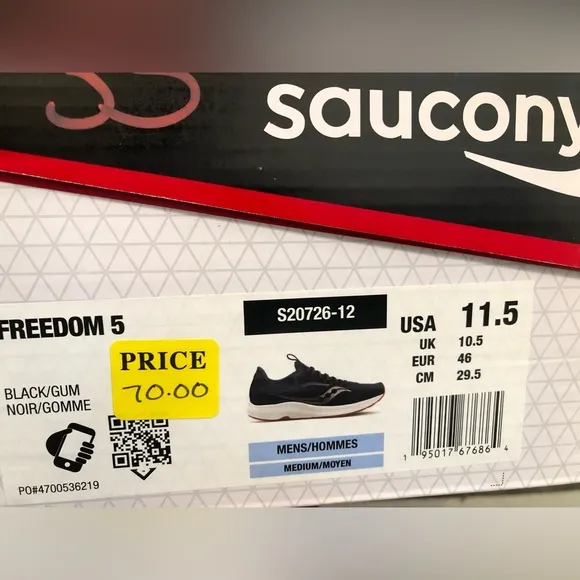 saucony
FREEDOM 5
BLACK/GUM
NOIR/GOMME
PO#4700536219
PRICE
70.00
S20726-12
MENS/HOMMES
MEDIUM/MOYEN
USA 11.5
UK 10.5
EUR 46
CM 29.5
1 95017 67686 4